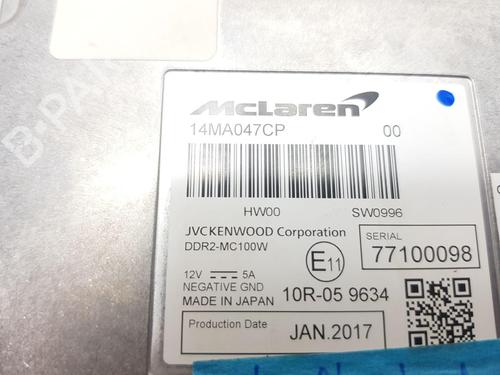 McLaren
14MA047CP 00
HW00 SW0996
JVCKENWOOD Corporation
DDR2-MC100W
SERIAL
77100098
12V 5A
NEGATIVE GND
MADE IN JAPAN
E11
10R-05 9634
Production Date
JAN.2017
B-PARTS